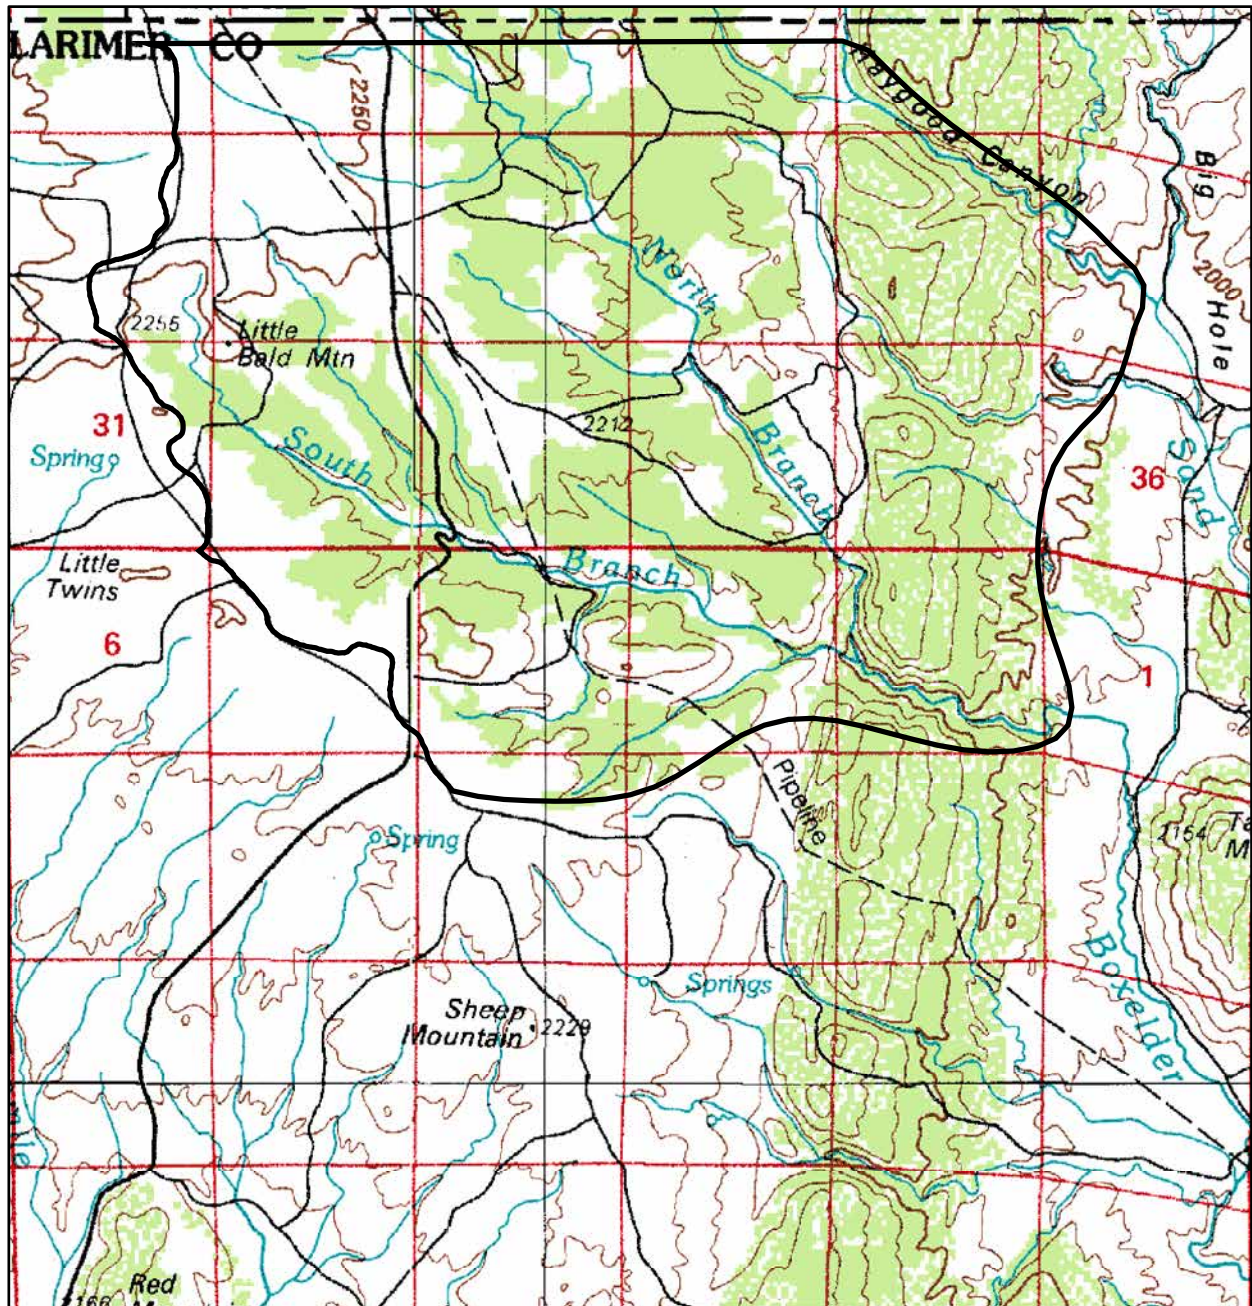 LARIMER CO
2250
Haygood Canyon
Big
Hole
2000
North
2255
Little
Bald Mtn
31
Spring
South
2212
Branch
Sand
36
Little
Twins
Branch
6
1
Pipeline
2154
Spring
Springs
Boxelder
Sheep
Mountain
2229
Red